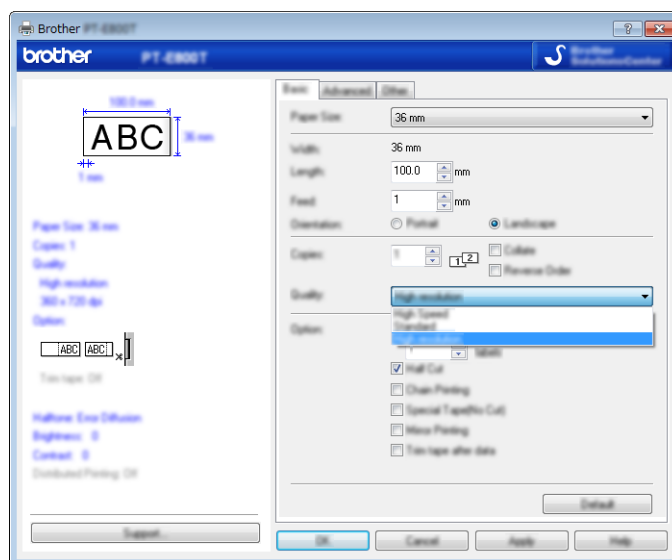 Brother PT-E800T
brother PT-E800T
Brother
SolutionsCenter
Basic Advanced Other
100.0 mm
ABC
36 mm
1 mm
Paper Size: 36 mm
Copies: 1
Quality:
High resolution
360 x 720 dpi
Option:
ABC ABC
Trim tape: Off
Halftone: Error Diffusion
Brightness: 0
Contrast: 0
Distributed Printing: Off
Support...
Paper Size: 36 mm
Width: 36 mm
Length: 100.0 mm
Feed: 1 mm
Orientation: Portrait Landscape
Copies: 1 1 2 Collate
Reverse Order
Quality: High resolution
High Speed
Standard
High resolution
Option:
labels
Half Cut
Chain Printing
Special Tape(No Cut)
Mirror Printing
Trim tape after data
Default
OK Cancel Apply Help